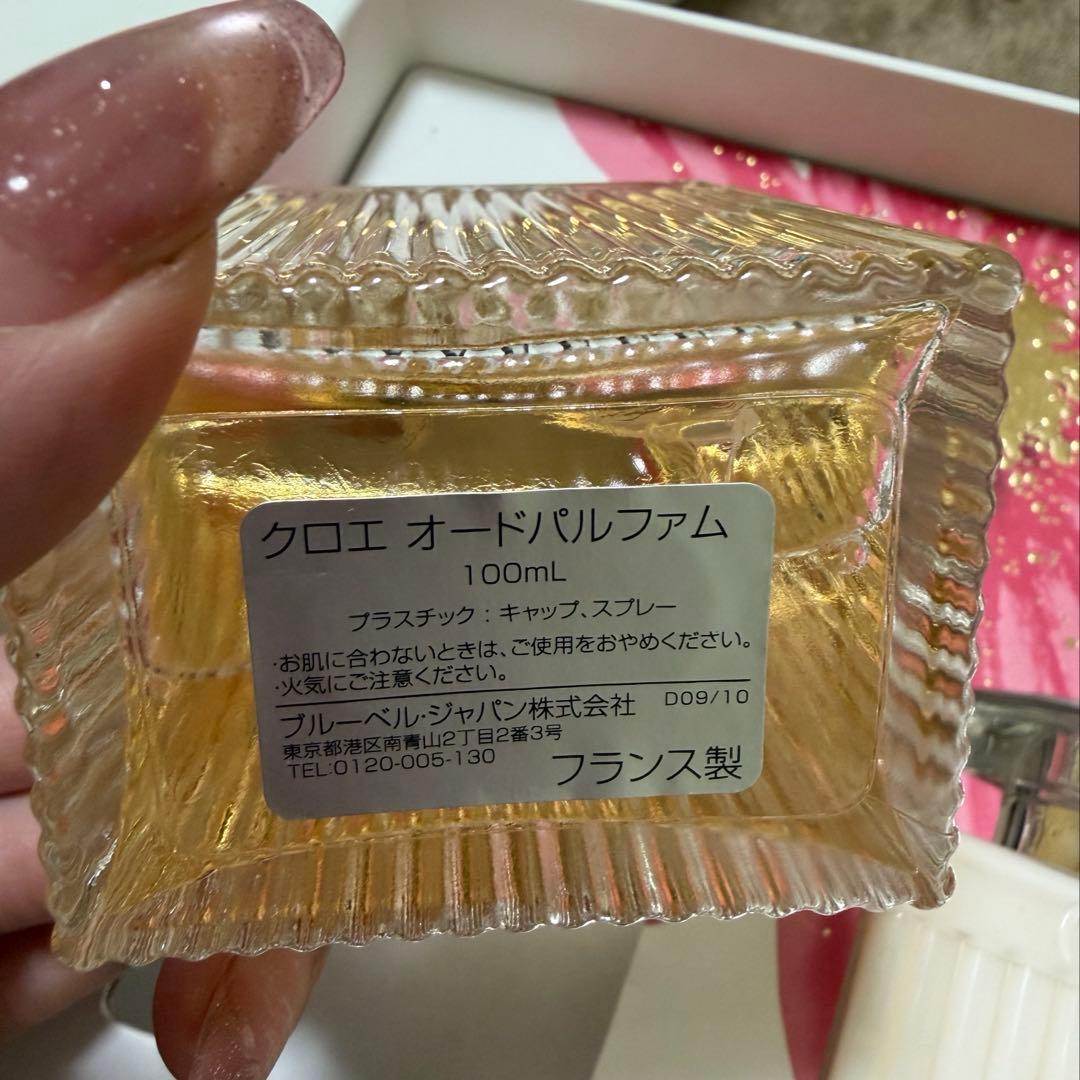 クロエ オードパルファム
100mL
プラスチック : キャップ、スプレー
・お肌に合わないときは、ご使用をおやめください。
・火気にご注意ください。
ブルーベル・ジャパン株式会社 D09/10
東京都港区南青山2丁目2番3号
TEL:0120-005-130 フランス製